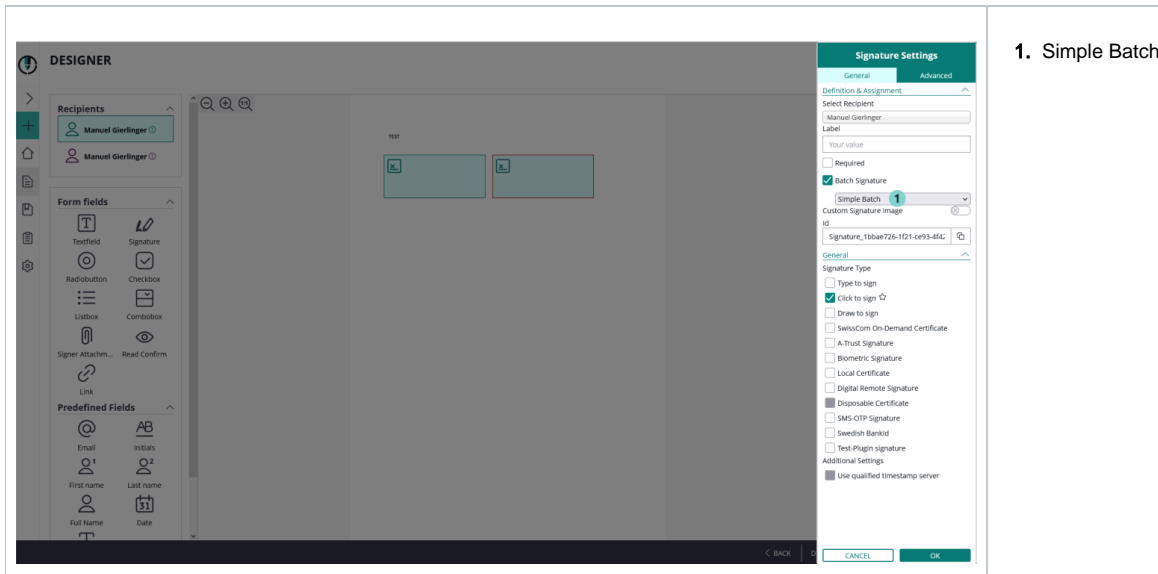 DESIGNER
Recipients
Manuel Gierlinger
Manuel Gierlinger
Form fields
Textfield Signature
Radiobutton Checkbox
Listbox Combobox
Signer Attachm... Read Confirm
Link
Predefined Fields
Email Initials
First name Last name
Full Name Date
TEST
< BACK
Signature Settings
General Advanced
Definition & Assignment
Select Recipient
Manuel Gierlinger
Label
Your value
Required
Batch Signature
Simple Batch 1
Custom Signature Image
Id
Signature_1bbae726-1f21-ce93-4f42
General
Signature Type
Type to sign
Click to sign
Draw to sign
SwissCom On-Demand Certificate
A-Trust Signature
Biometric Signature
Local Certificate
Digital Remote Signature
Disposable Certificate
SMS-OTP Signature
Swedish BankId
Test-Plugin signature
Additional Settings
Use qualified timestamp server
CANCEL OK
1. Simple Batch